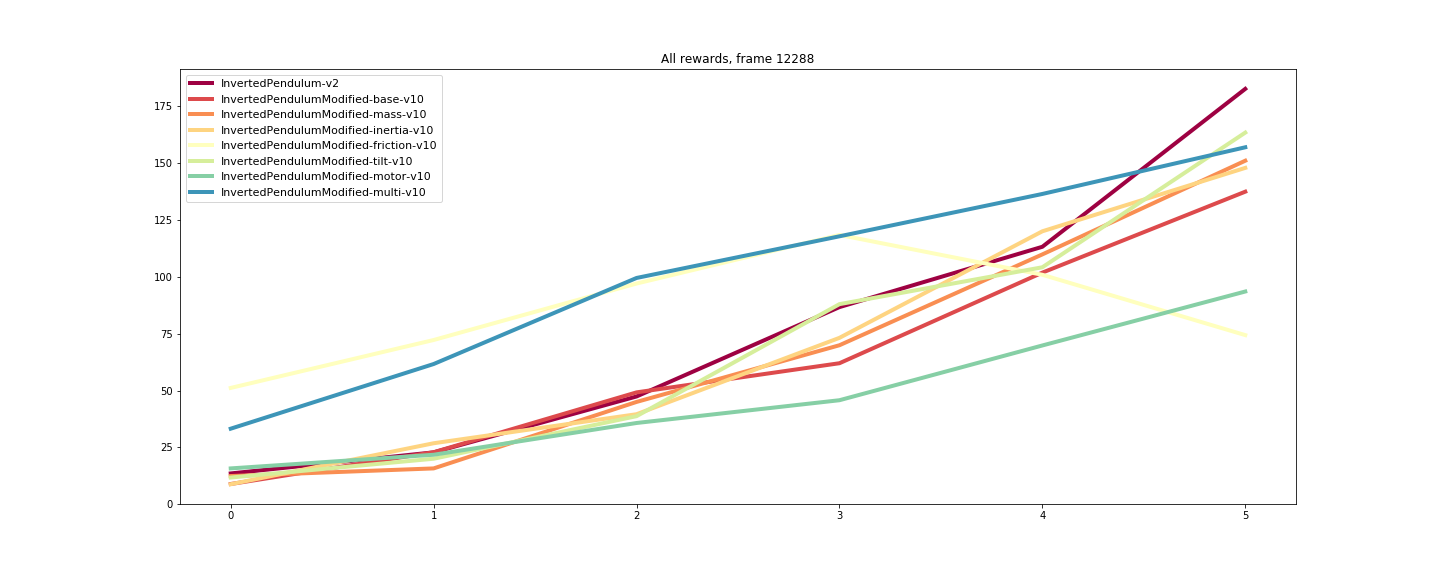 All rewards, frame 12288
InvertedPendulum-v2
InvertedPendulumModified-base-v10
InvertedPendulumModified-mass-v10
InvertedPendulumModified-inertia-v10
InvertedPendulumModified-friction-v10
InvertedPendulumModified-tilt-v10
InvertedPendulumModified-motor-v10
InvertedPendulumModified-multi-v10
175
150
125
100
75
50
25
0
0 1 2 3 4 5